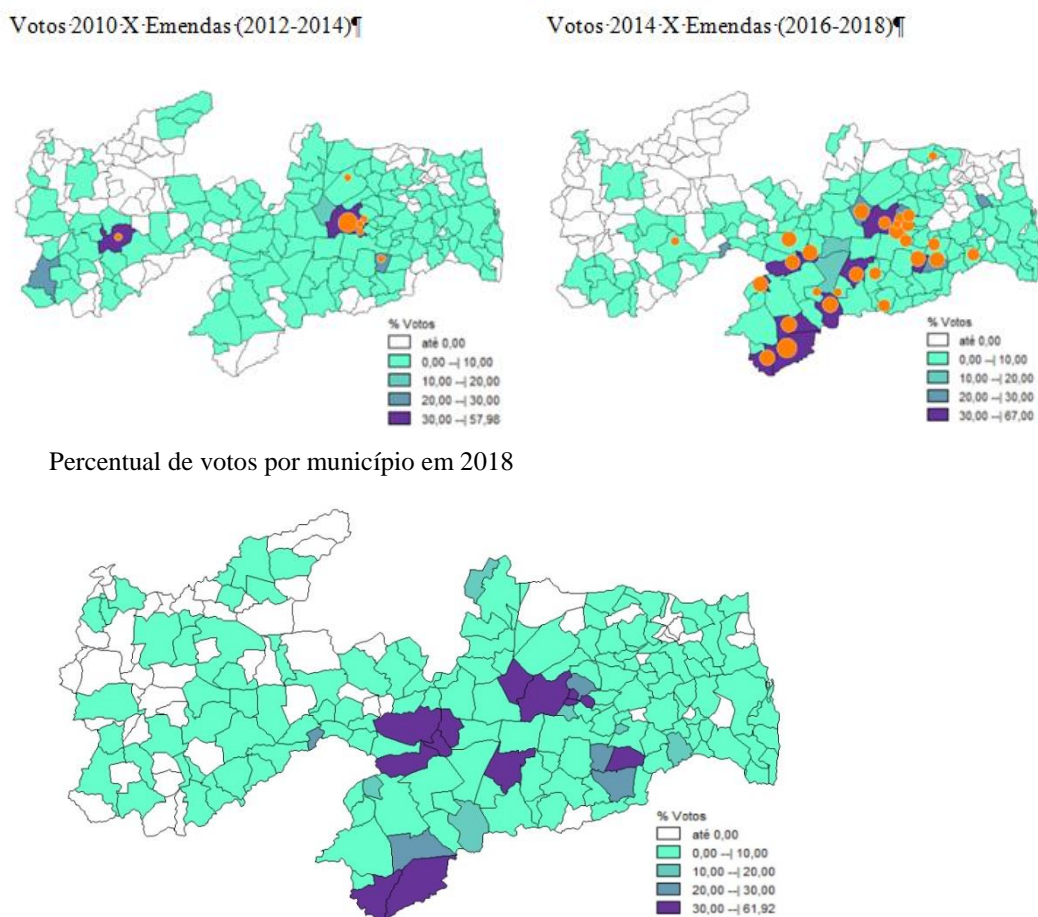 Votos·2010·X·Emendas·(2012-2014)¶
Votos·2014·X·Emendas·(2016-2018)¶
% Votos
até 0,00
0,00 --| 10,00
10,00 --| 20,00
20,00 --| 30,00
30,00 --| 57,98
% Votos
até 0,00
0,00 --| 10,00
10,00 --| 20,00
20,00 --| 30,00
30,00 --| 67,00
Percentual de votos por município em 2018
% Votos
até 0,00
0,00 --| 10,00
10,00 --| 20,00
20,00 --| 30,00
30,00 --| 61,92